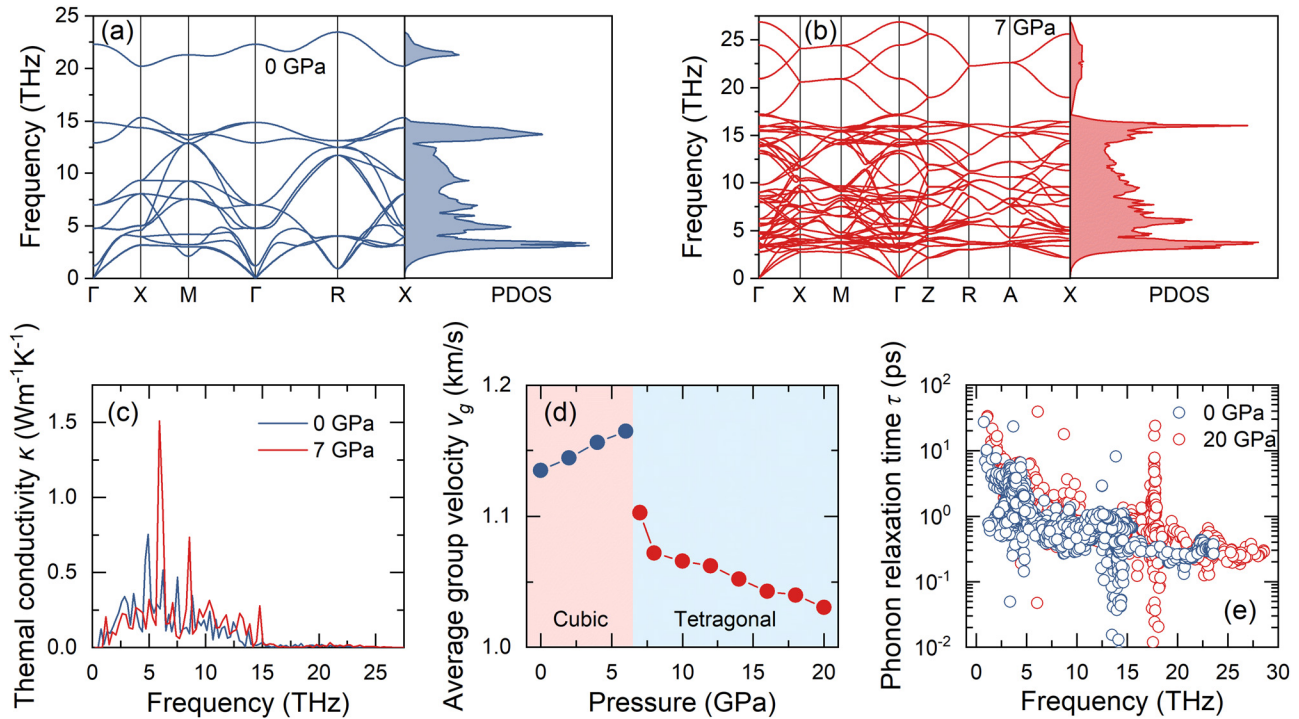 (a)
0 GPa
Frequency (THz)
25
20
15
10
5
0
Γ X M Γ R X PDOS
(b)
7 GPa
Frequency (THz)
25
20
15
10
5
0
Γ X M Γ Z R A X PDOS
(c)
0 GPa
7 GPa
Themal conductivity κ (Wm⁻¹K⁻¹)
1.5
1.0
0.5
0.0
0 5 10 15 20 25
Frequency (THz)
(d)
Average group velocity v_g (km/s)
1.2
1.1
1.0
Cubic Tetragonal
0 5 10 15 20
Pressure (GPa)
(e)
0 GPa
20 GPa
Phonon relaxation time τ (ps)
10²
10¹
10⁰
10⁻¹
10⁻²
0 5 10 15 20 25 30
Frequency (THz)